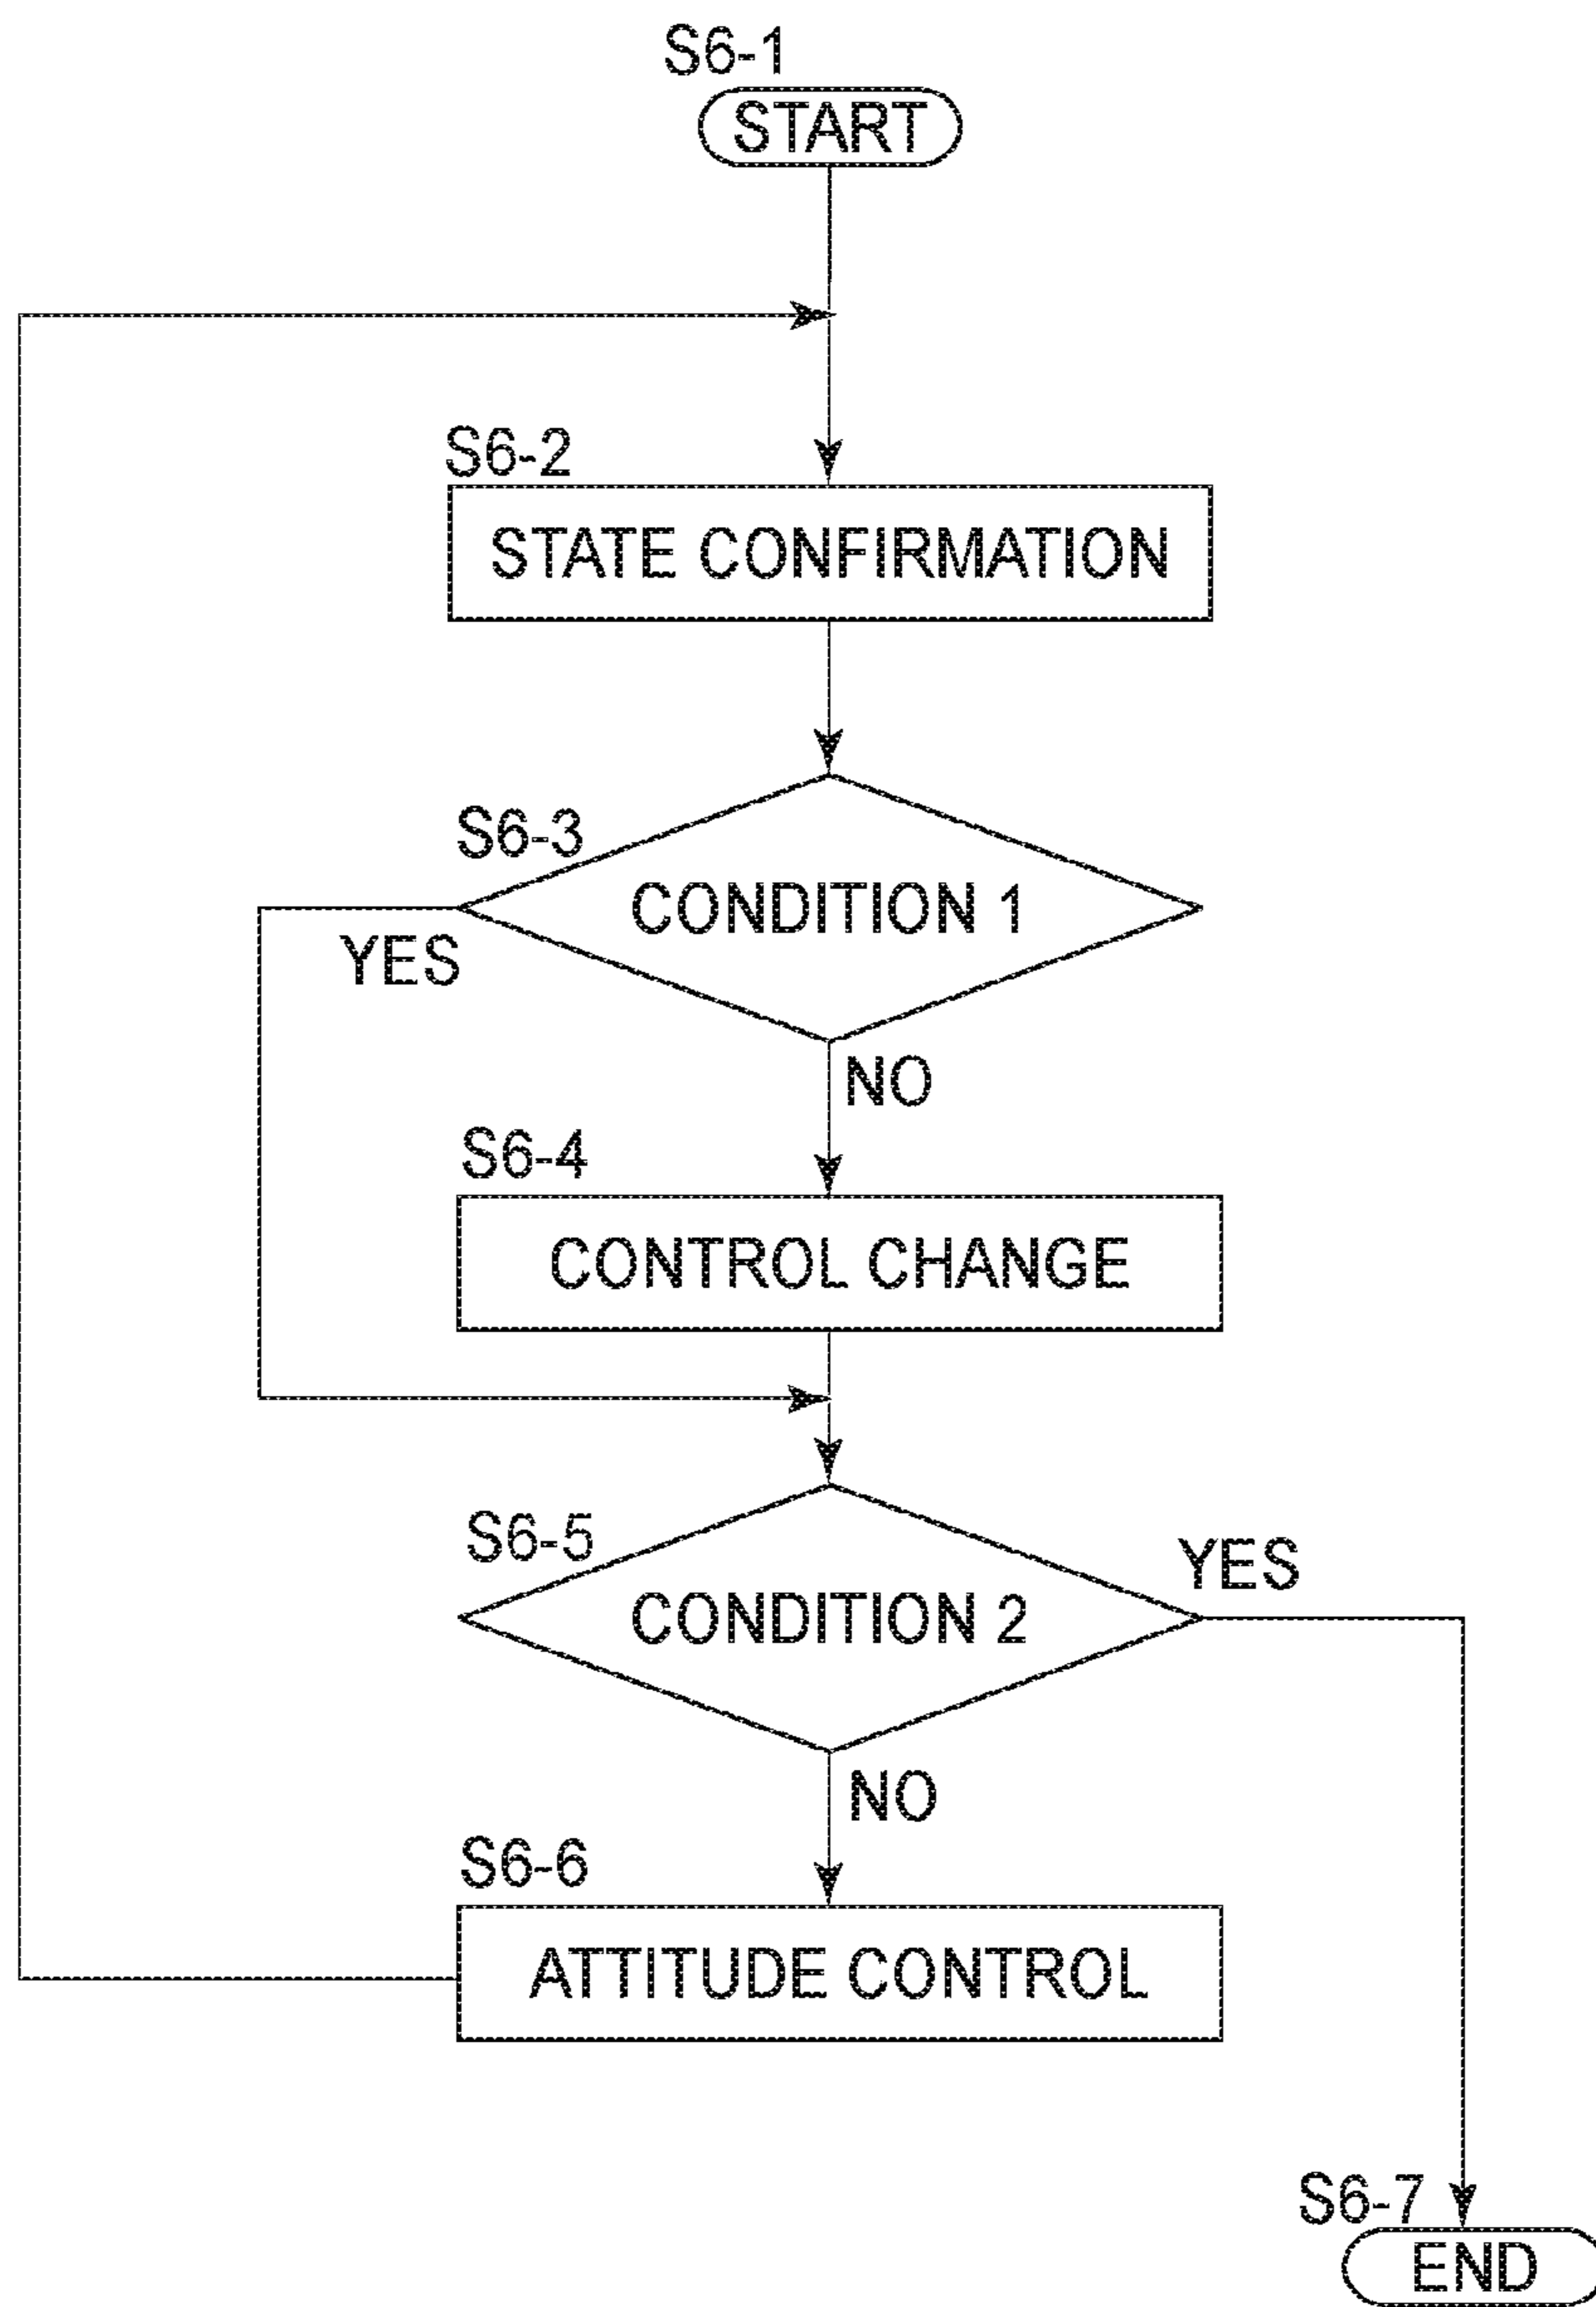 S6-1
START
S6-2
STATE CONFIRMATION
S6-3
CONDITION 1
YES
NO
S6-4
CONTROL CHANGE
S6-5
YES
CONDITION 2
NO
S6-6
ATTITUDE CONTROL
S6-7
END